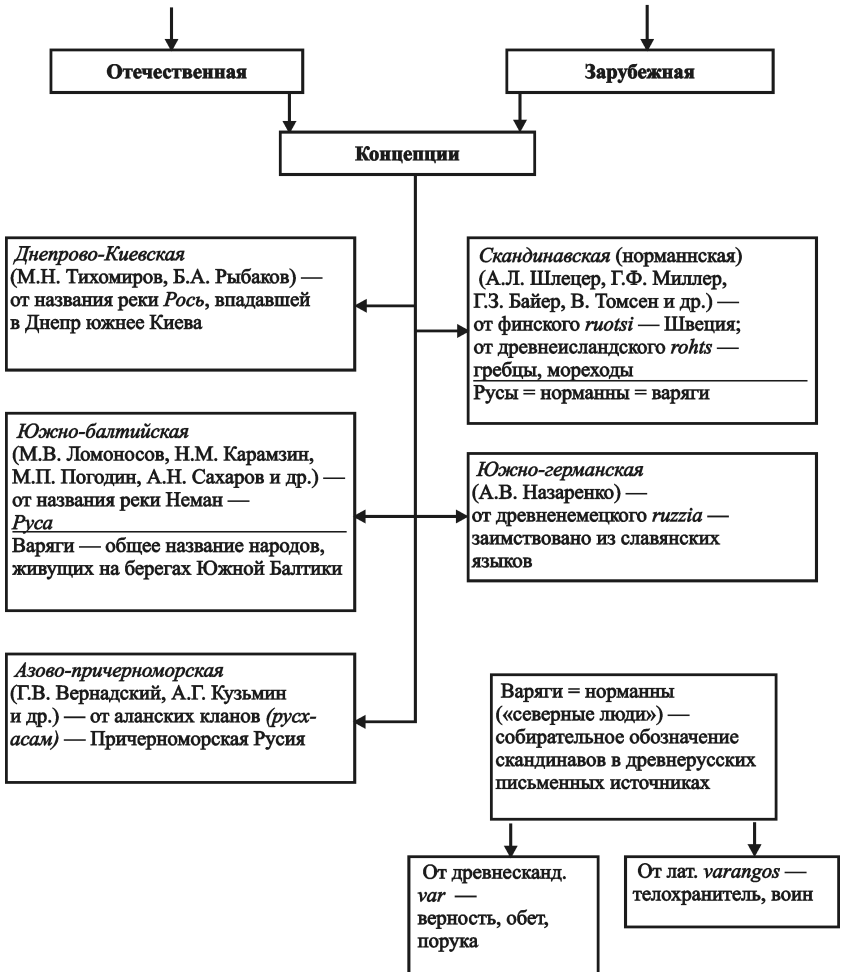 Отечественная
Зарубежная
Концепции
Днепрово-Киевская
(М.Н. Тихомиров, Б.А. Рыбаков) —
от названия реки Рось, впадавшей
в Днепр южнее Киева
Скандинавская (норманнская)
(А.Л. Шлецер, Г.Ф. Миллер,
Г.З. Байер, В. Томсен и др.) —
от финского ruotsi — Швеция;
от древнеисландского rohts —
гребцы, мореходы
Русы = норманны = варяги
Южно-балтийская
(М.В. Ломоносов, Н.М. Карамзин,
М.П. Погодин, А.Н. Сахаров и др.) —
от названия реки Неман —
Руса
Варяги — общее название народов,
живущих на берегах Южной Балтики
Южно-германская
(А.В. Назаренко) —
от древненемецкого ruzzia —
заимствовано из славянских
языков
Азово-причерноморская
(Г.В. Вернадский, А.Г. Кузьмин
и др.) — от аланских кланов (русх-
асам) — Причерноморская Русия
Варяги = норманны
(«северные люди») —
собирательное обозначение
скандинавов в древнерусских
письменных источниках
От древнесканд.
var —
верность, обет,
порука
От лат. varangos —
телохранитель, воин